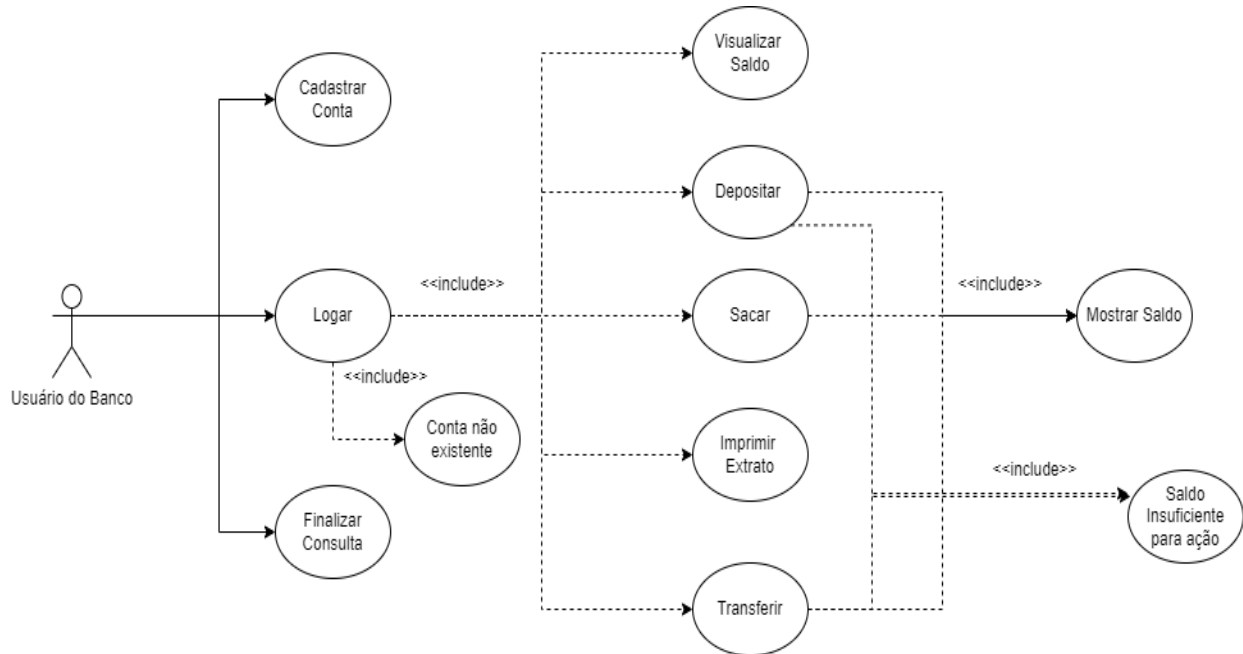 Visualizar
Saldo
Cadastrar
Conta
Depositar
<<include>>
<<include>>
Logar
Sacar
Mostrar Saldo
<<include>>
Usuário do Banco
Conta não
existente
Imprimir
Extrato
<<include>>
Saldo
Insuficiente
para ação
Finalizar
Consulta
Transferir